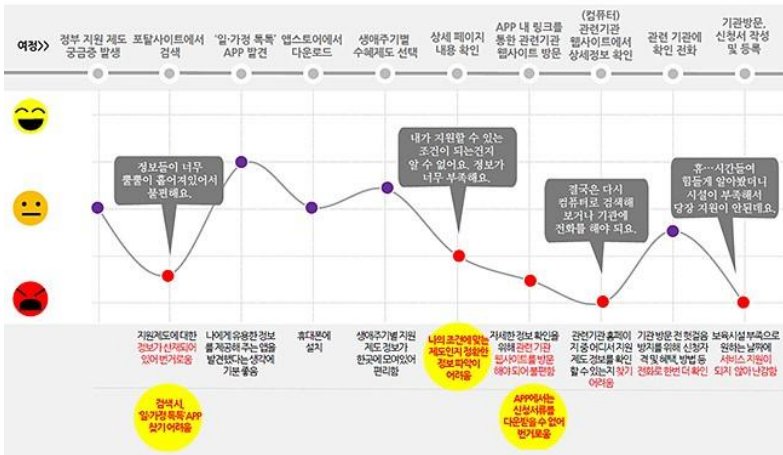 여정>>
정부 지원 제도
궁금증 발생
포탈사이트에서
검색
'일·가정 톡톡'
APP 발견
앱스토어에서
다운로드
생애주기별
수혜제도 선택
상세 페이지
내용 확인
APP 내 링크를
통한 관련기관
웹사이트 방문
(컴퓨터)
관련기관
웹사이트에서
상세정보 확인
관련 기관에
확인 전화
기관방문,
신청서 작성
및 등록
정보들이 너무
뿔뿔이 흩어져있어서
불편해요.
내가 지원할 수 있는
조건이 되는건지
알 수 없어요. 정보가
너무 부족해요.
결국은 다시
컴퓨터로 검색해
보거나 기관에
전화를 해야 되요.
휴…시간들여
힘들게 알아봤더니
시설이 부족해서
당장 지원이 안된데요.
지원제도에 대한
정보가 산재되어
있어 번거로움
나에게 유용한 정보
를 제공해 주는 앱을
발견했다는 생각에
기분 좋음
휴대폰에
설치
생애주기별 지원
제도 정보가
한곳에 모여있어
편리함
나의 조건에 맞는
제도인지 정확한
정보 파악이
어려움
자세한 정보 확인을
위해 관련 기관
웹사이트를 방문
해야 되어 불편함
관련기관 홈페이
지 중 어디서 지원
제도 정보를 확인
할 수 있는지 찾기
어려움
기관 방문 전 헛걸음
방지를 위해 신청자
격 및 혜택, 방법 등
전화로 한번 더 확인
보육시설 부족으로
원하는 날짜에
서비스 지원이
되지 않아 난감함
검색 시,
'일·가정 톡톡' APP
찾기 어려움
APP에서는
신청서류를
다운받을 수 없어
번거로움